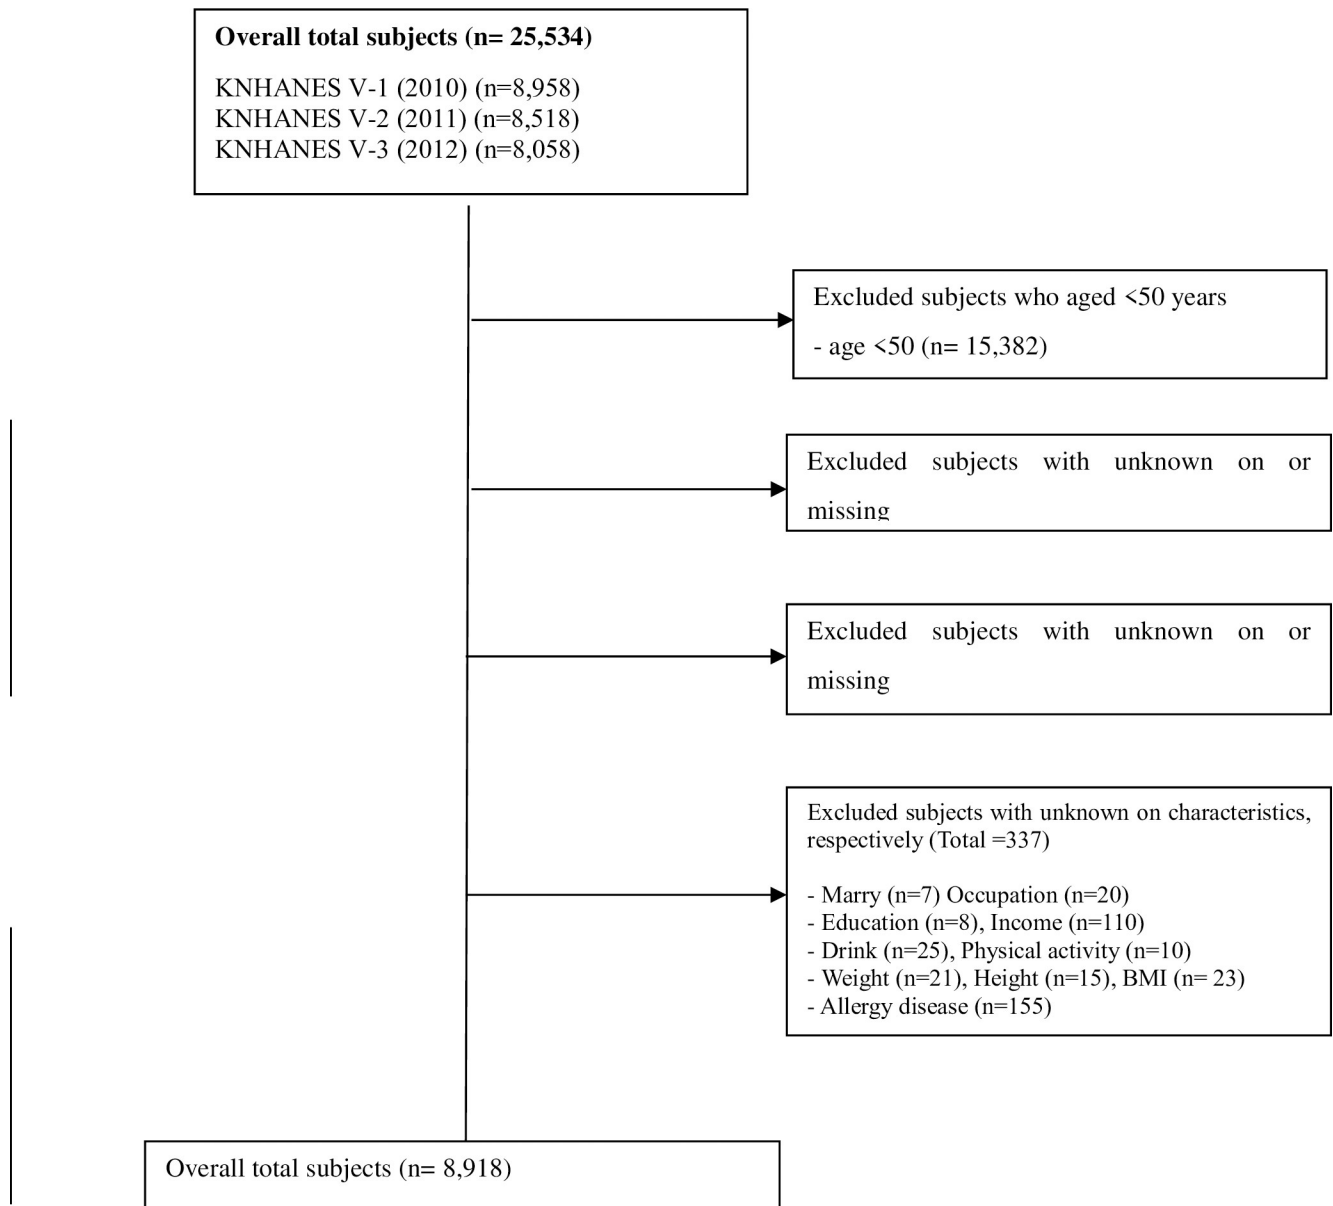 Overall total subjects (n= 25,534)
KNHANES V-1 (2010) (n=8,958)
KNHANES V-2 (2011) (n=8,518)
KNHANES V-3 (2012) (n=8,058)
Excluded subjects who aged <50 years
- age <50 (n= 15,382)
Excluded subjects with unknown on or
missing
Excluded subjects with unknown on or
missing
Excluded subjects with unknown on characteristics,
respectively (Total =337)
- Marry (n=7) Occupation (n=20)
- Education (n=8), Income (n=110)
- Drink (n=25), Physical activity (n=10)
- Weight (n=21), Height (n=15), BMI (n= 23)
- Allergy disease (n=155)
Overall total subjects (n= 8,918)